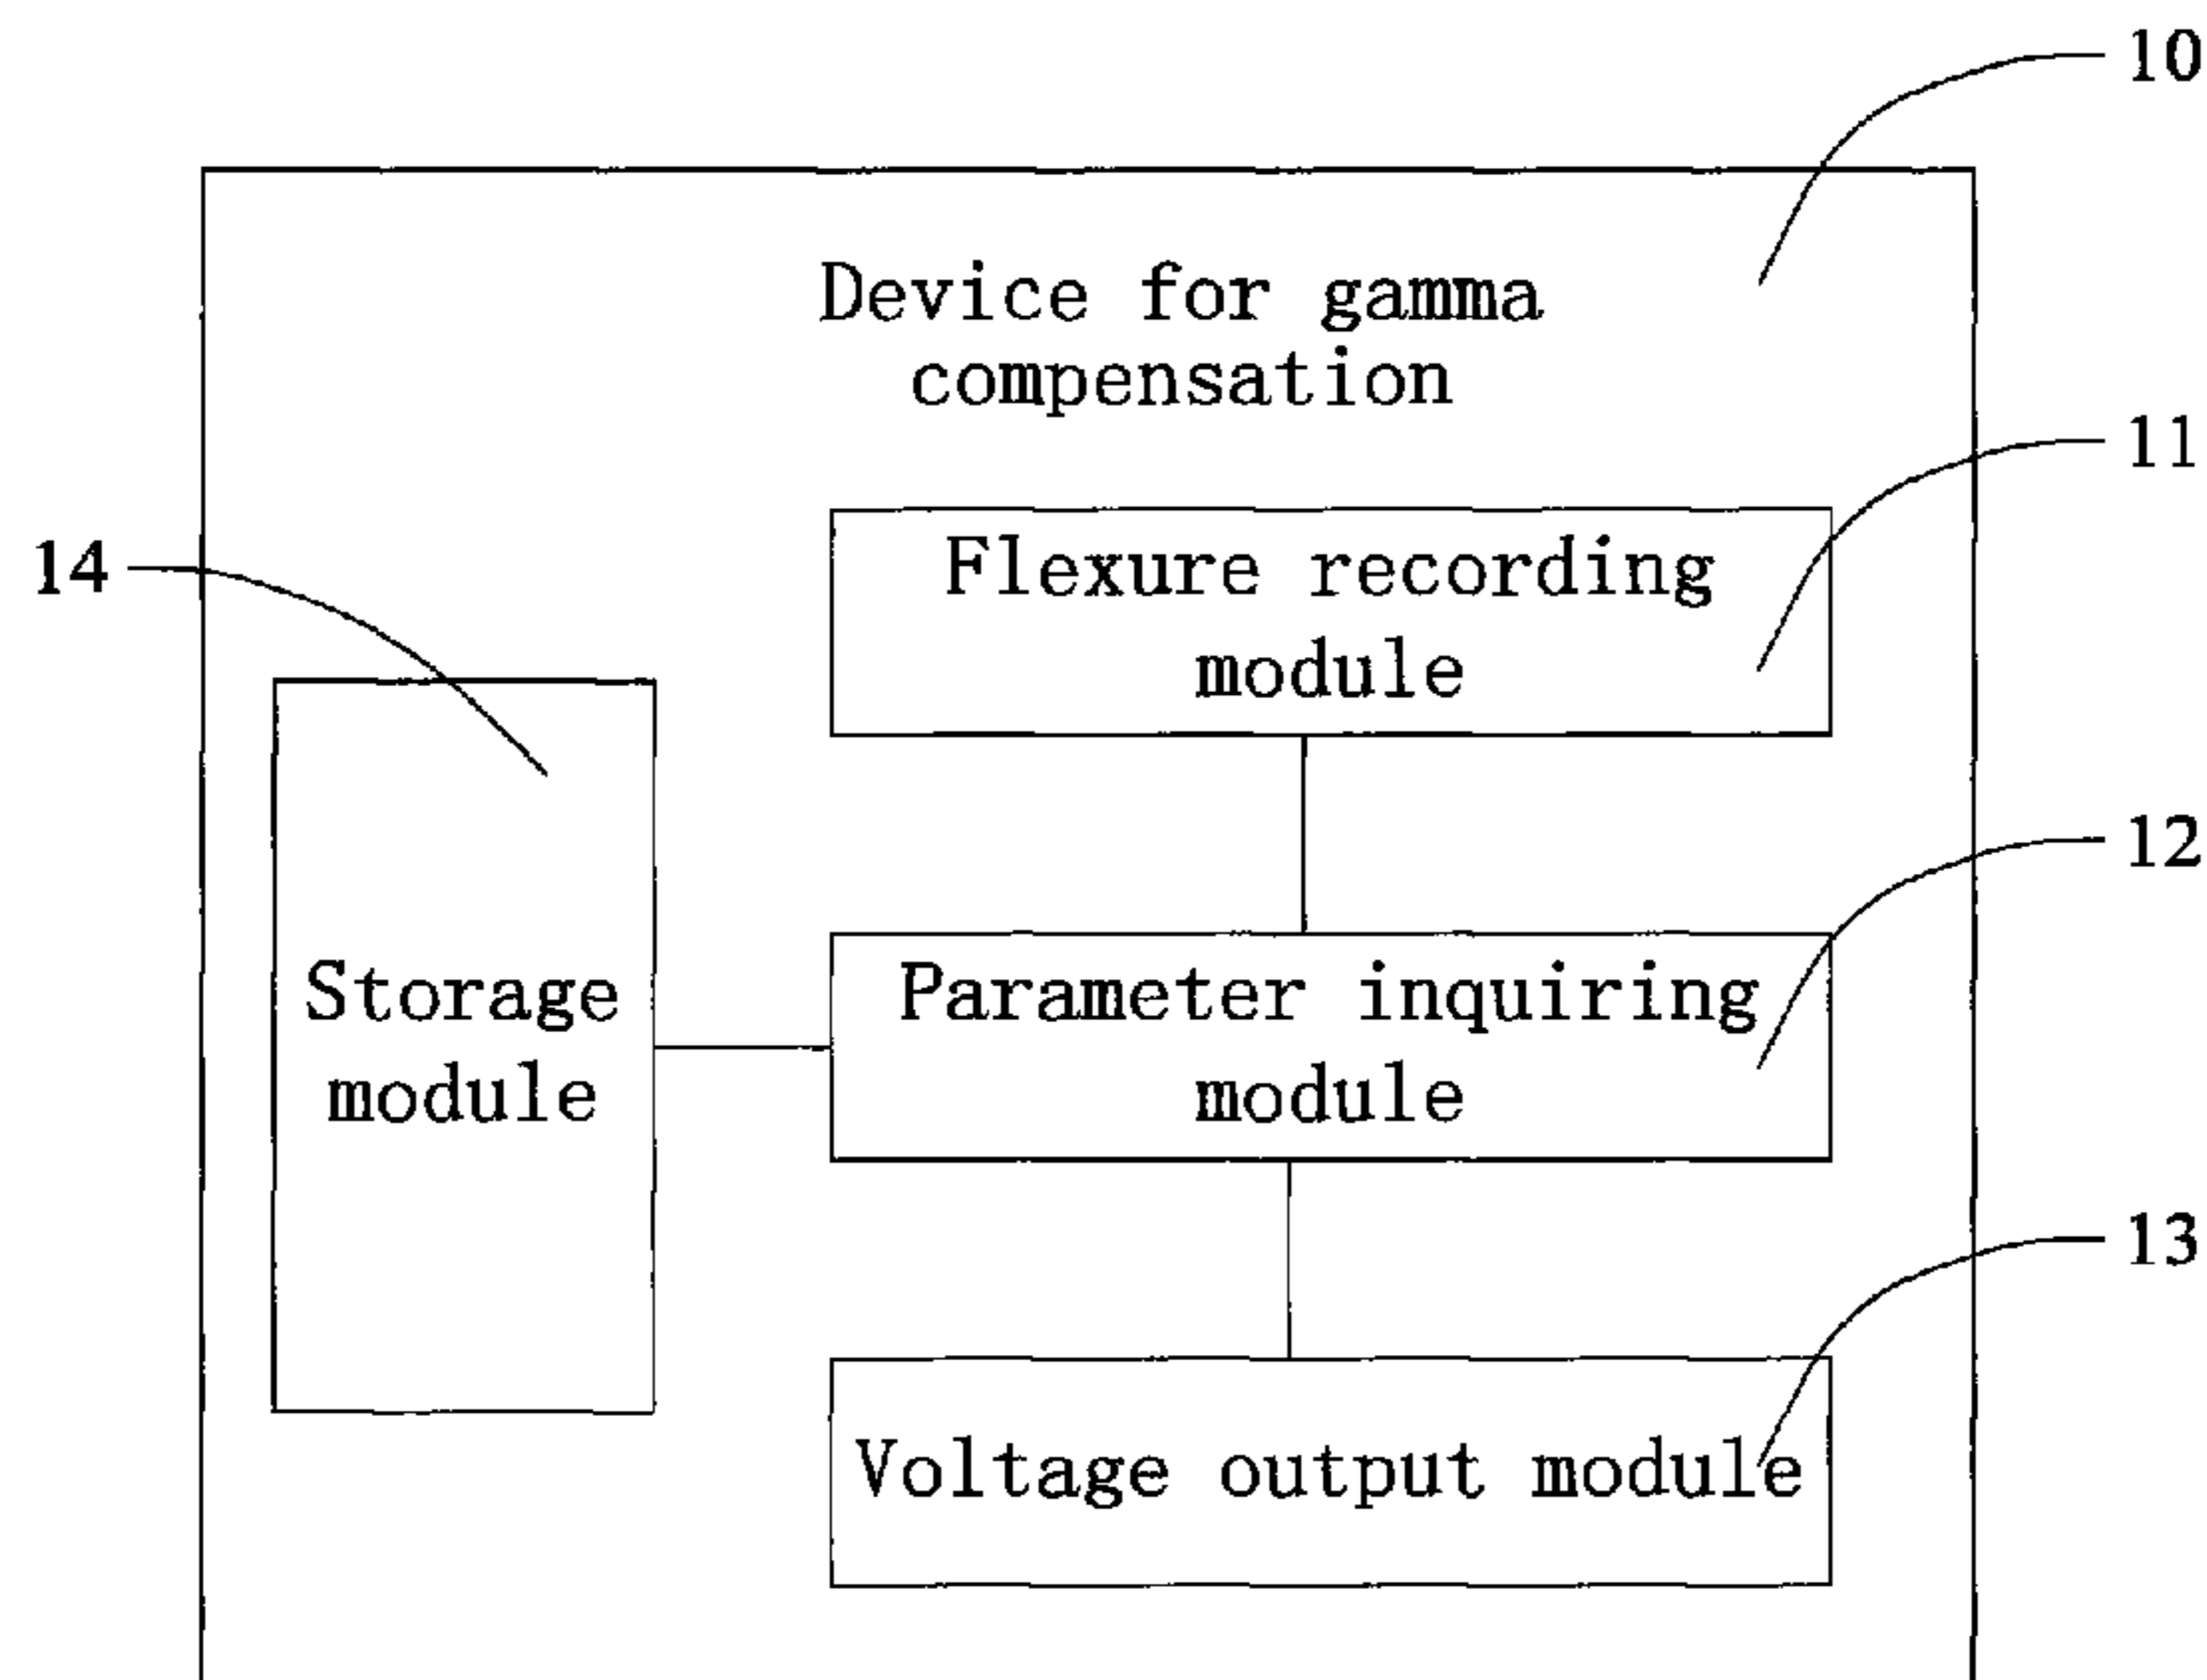 10
Device for gamma
compensation
11
Flexure recording
module
14
12
Storage
module
Parameter inquiring
module
13
Voltage output module